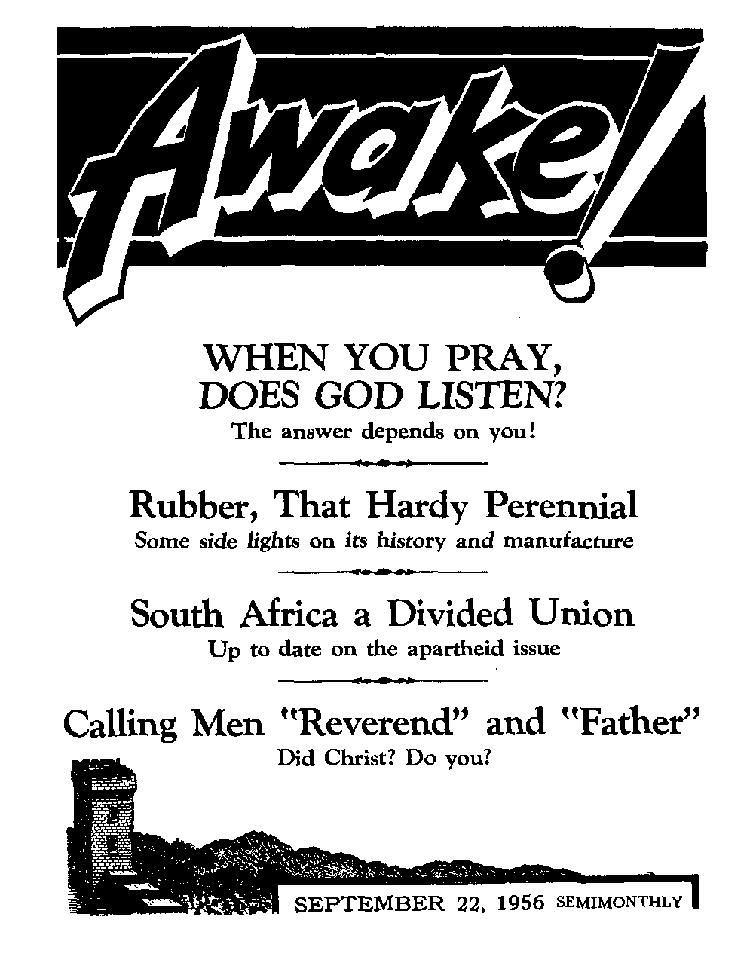 Awake!
WHEN YOU PRAY,
DOES GOD LISTEN?
The answer depends on you!
Rubber, That Hardy Perennial
Some side lights on its history and manufacture
South Africa a Divided Union
Up to date on the apartheid issue
Calling Men "Reverend" and "Father"
Did Christ? Do you?
SEPTEMBER 22, 1956 SEMIMONTHLY